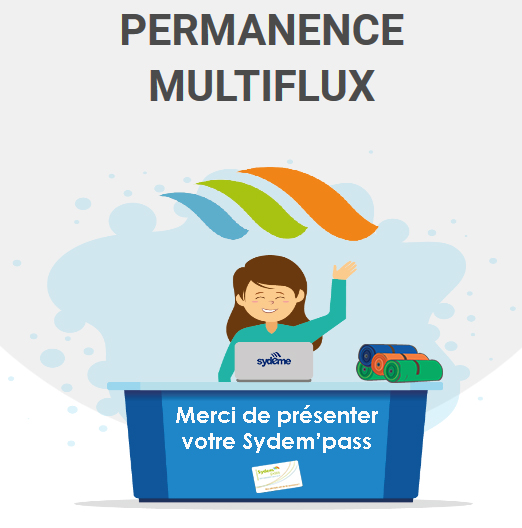 PERMANENCE
MULTIFLUX
sydeme
Merci de présenter
votre Sydem'pass